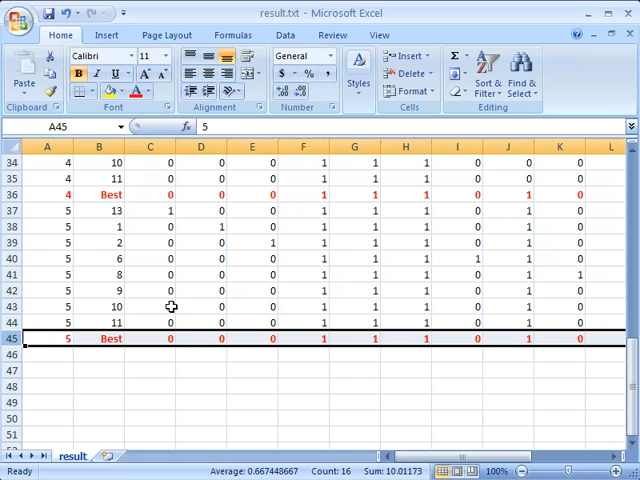 result.txt - Microsoft Excel
Home Insert Page Layout Formulas Data Review View
Paste
Clipboard
Calibri 11
B I U
Font
Alignment
General
$ % ,
Number
Styles
Insert
Delete
Format
Cells
Σ
Sort & Filter
Find & Select
Editing
A45 fx 5
A B C D E F G H I J K L
34 4 10 0 0 0 1 1 1 0 0 0
35 4 11 0 0 0 1 1 1 0 0 0
36 4 Best 0 0 0 1 1 1 0 1 0
37 5 13 1 0 0 1 1 1 0 1 0
38 5 1 0 1 0 1 1 1 0 1 0
39 5 2 0 0 1 1 1 1 0 1 0
40 5 6 0 0 0 1 1 1 1 1 0
41 5 8 0 0 0 1 1 1 0 1 1
42 5 9 0 0 0 1 1 1 0 1 0
43 5 10 0 0 0 1 1 1 0 1 0
44 5 11 0 0 0 1 1 1 0 1 0
45 5 Best 0 0 0 1 1 1 0 1 0
46
47
48
49
50
51
result
Ready Average: 0.667448667 Count: 16 Sum: 10.01173 100%